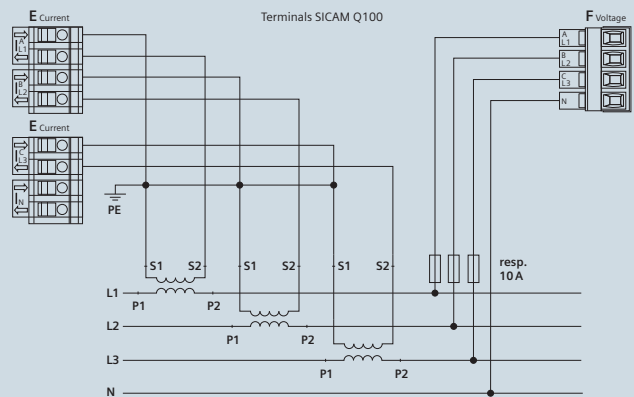 Terminals SICAM Q100
E Current
I A L1
I B L2
E Current
I C L3
I N
F Voltage
A L1
B L2
C L3
N
PE
S1 S2 S1 S2 S1 S2
resp.
10 A
L1
P1 P2
L2
P1 P2
L3
P1 P2
N